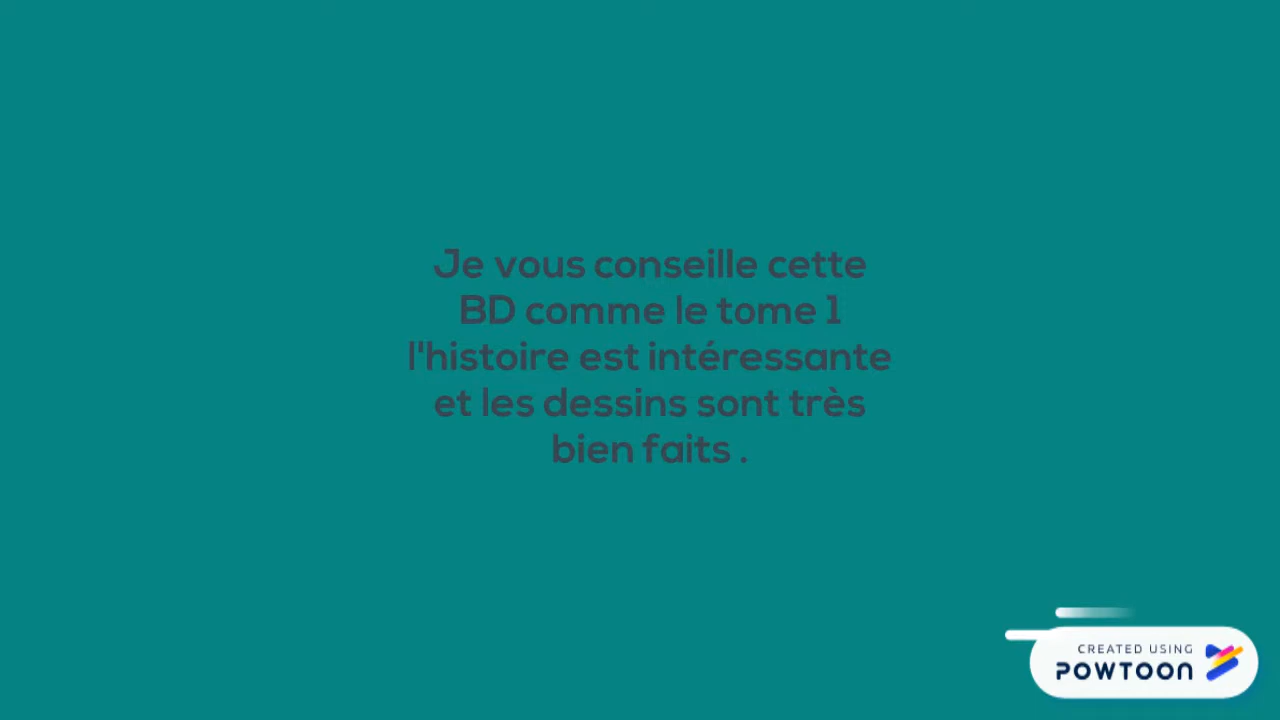 Je vous conseille cette
BD comme le tome 1
l'histoire est intéressante
et les dessins sont très
bien faits .
CREATED USING
POWTOON